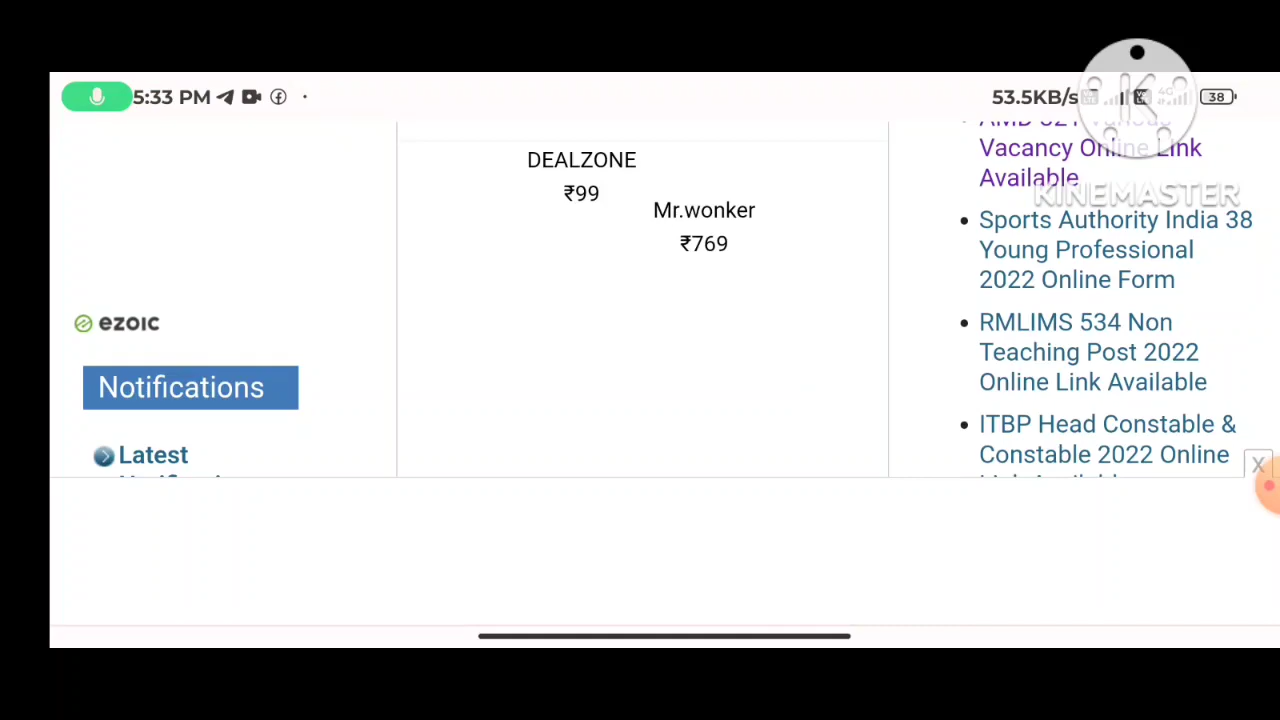 5:33 PM
53.5KB/s
4G
38
KINEMASTER
DEALZONE
₹99
Mr.wonker
₹769
ezoic
Notifications
Latest
Vacancy Online Link
Available
Sports Authority India 38
Young Professional
2022 Online Form
RMLIMS 534 Non
Teaching Post 2022
Online Link Available
ITBP Head Constable &
Constable 2022 Online
X